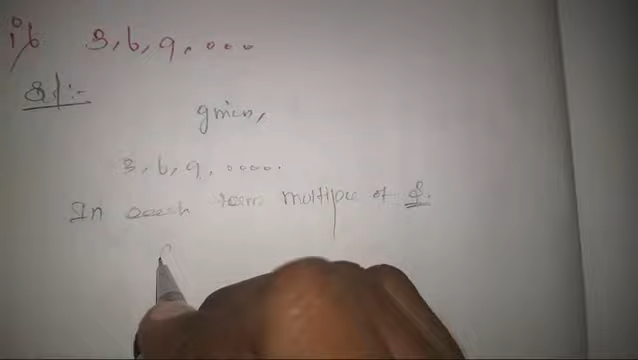 i) 3, 6, 9, ....
Sol:-
given,
3, 6, 9, .....
In each term multiple of 3.